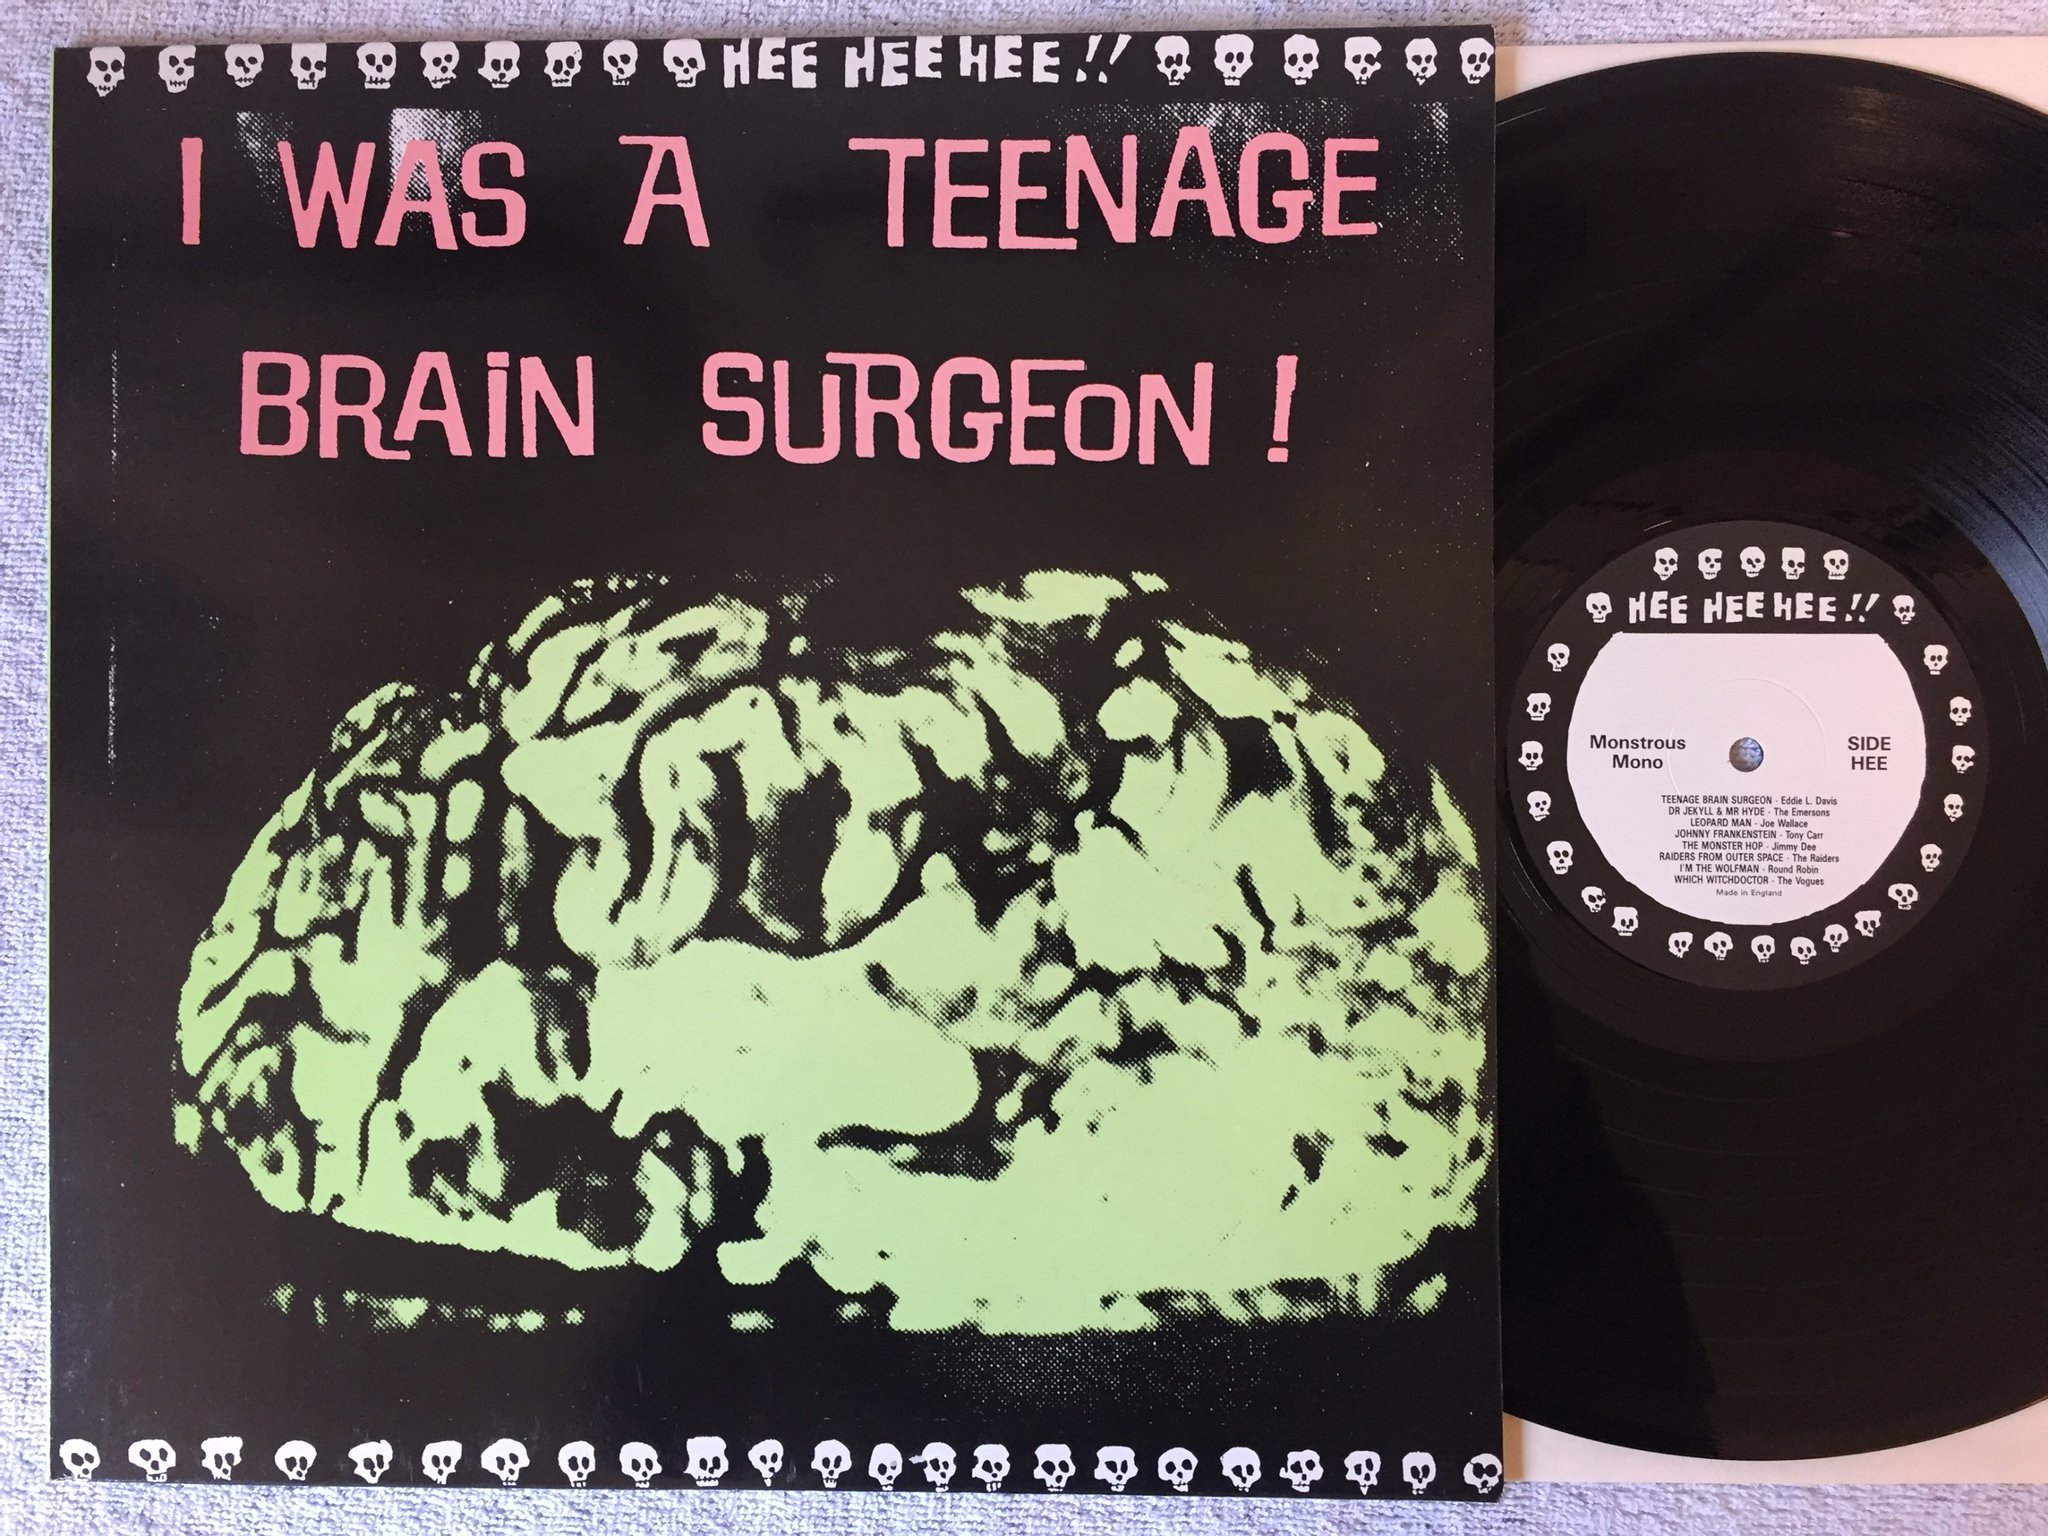 HEE HEE HEE!!
I WAS A TEENAGE
BRAiN SURGEON!
HEE HEE HEE!!
Monstrous
Mono
SIDE
HEE
TEENAGE BRAIN SURGEON - Eddie L. Davis
DR JEKYLL & MR HYDE - The Emersons
LEOPARD MAN - Joe Wallace
JOHNNY FRANKENSTEIN - Tony Carr
THE MONSTER HOP - Jimmy Dee
RAIDERS FROM OUTER SPACE - The Raiders
I'M THE WOLFMAN - Round Robin
WHICH WITCHDOCTOR - The Vogues
Made in England